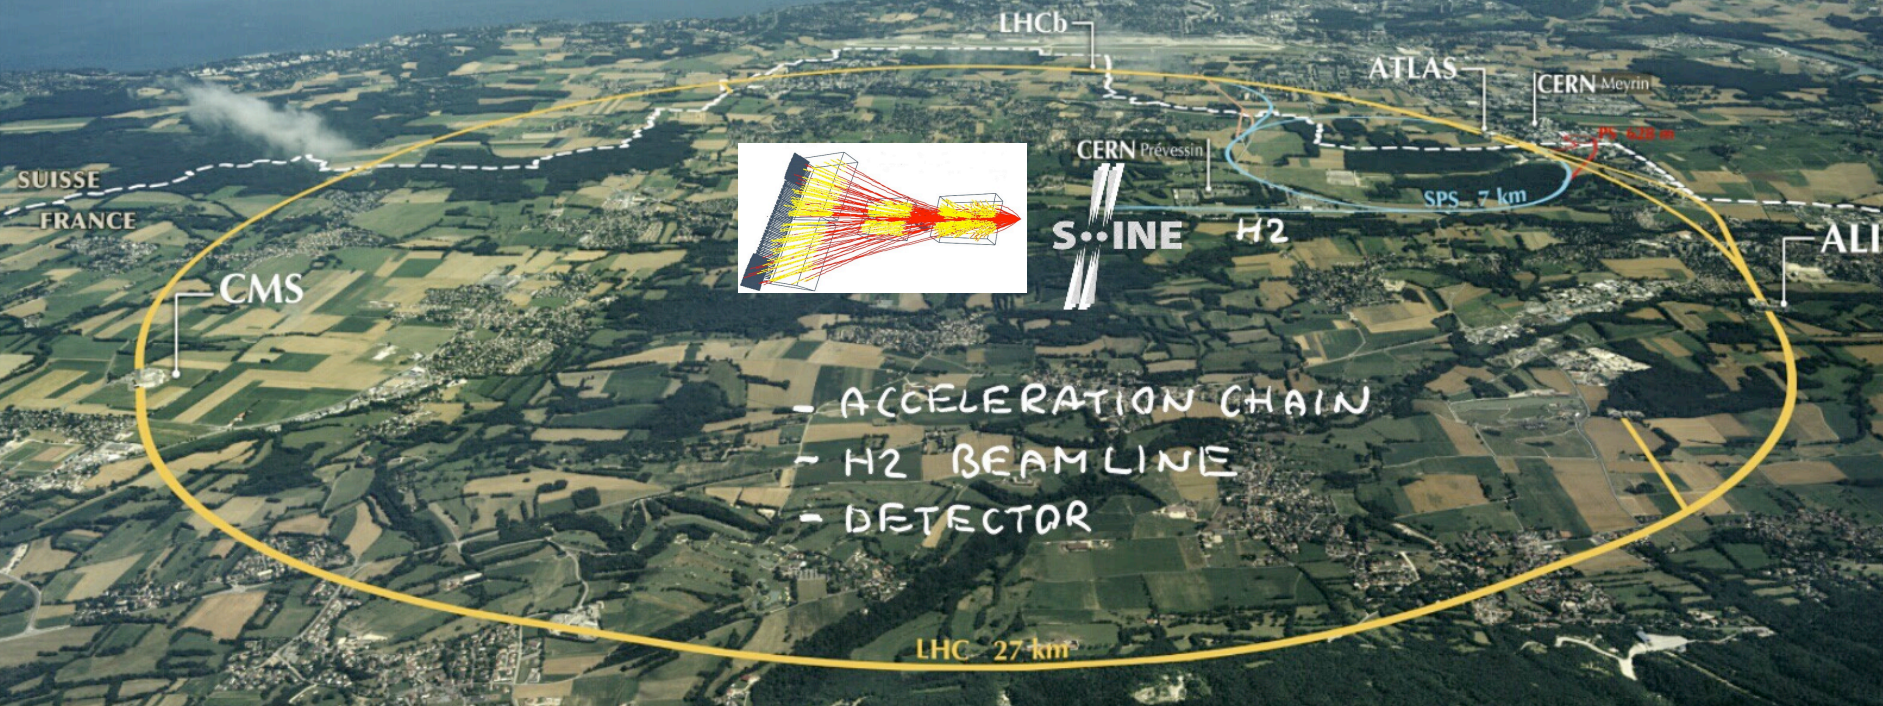 LHCb
ATLAS
CERN Meyrin
PS 628 m
CERN Prévessin
SUISSE
FRANCE
SPS 7 km
H2
S••INE
ALI
CMS
- ACCELERATION CHAIN
- H2 BEAMLINE
- DETECTOR
LHC 27 km